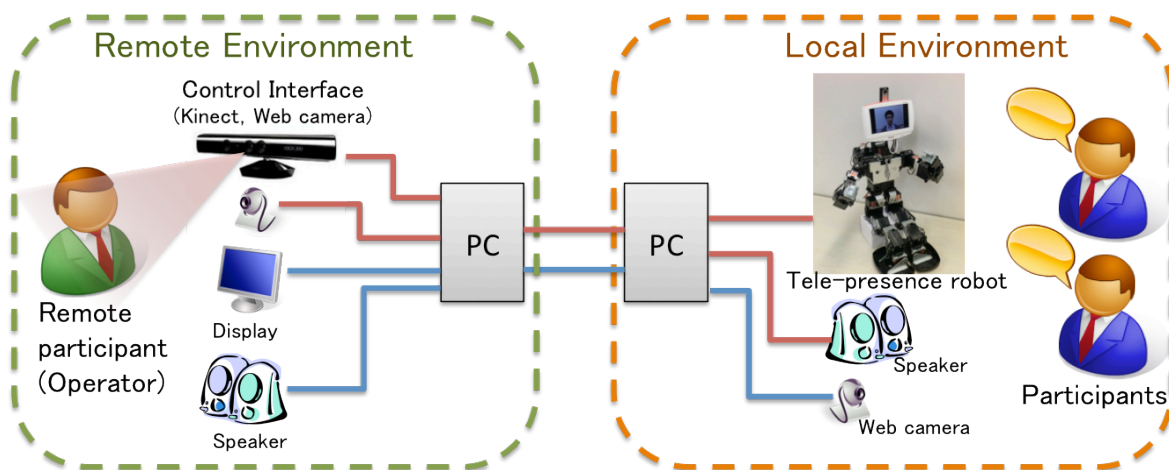 Remote Environment
Control Interface
(Kinect, Web camera)
PC
Display
Speaker
Remote
participant
(Operator)
Local Environment
PC
Tele-presence robot
Speaker
Web camera
Participants